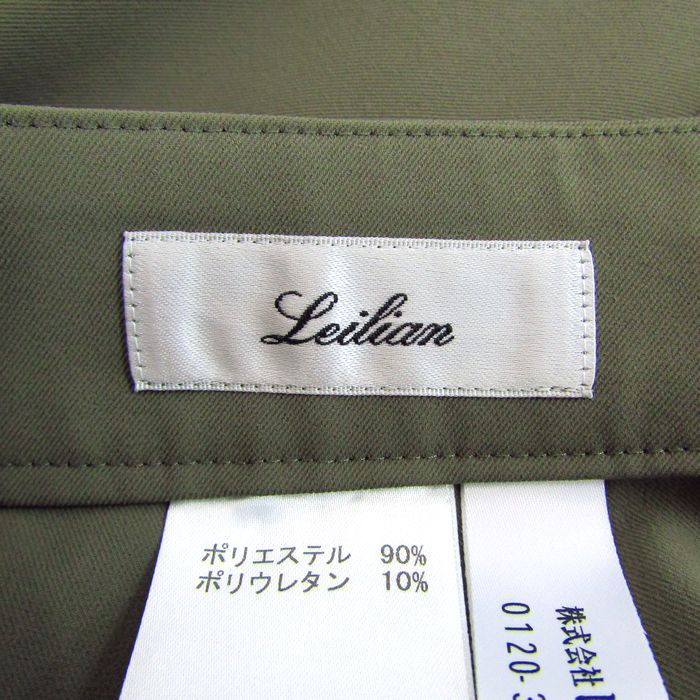 Leilian
ポリエステル 90%
ポリウレタン 10%
株式会社
0120-3